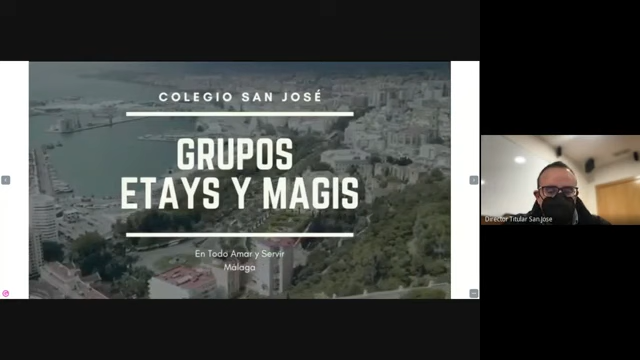 COLEGIO SAN JOSÉ
GRUPOS
ETAYS Y MAGIS
En Todo Amar y Servir
Málaga
Director Titular San Jose